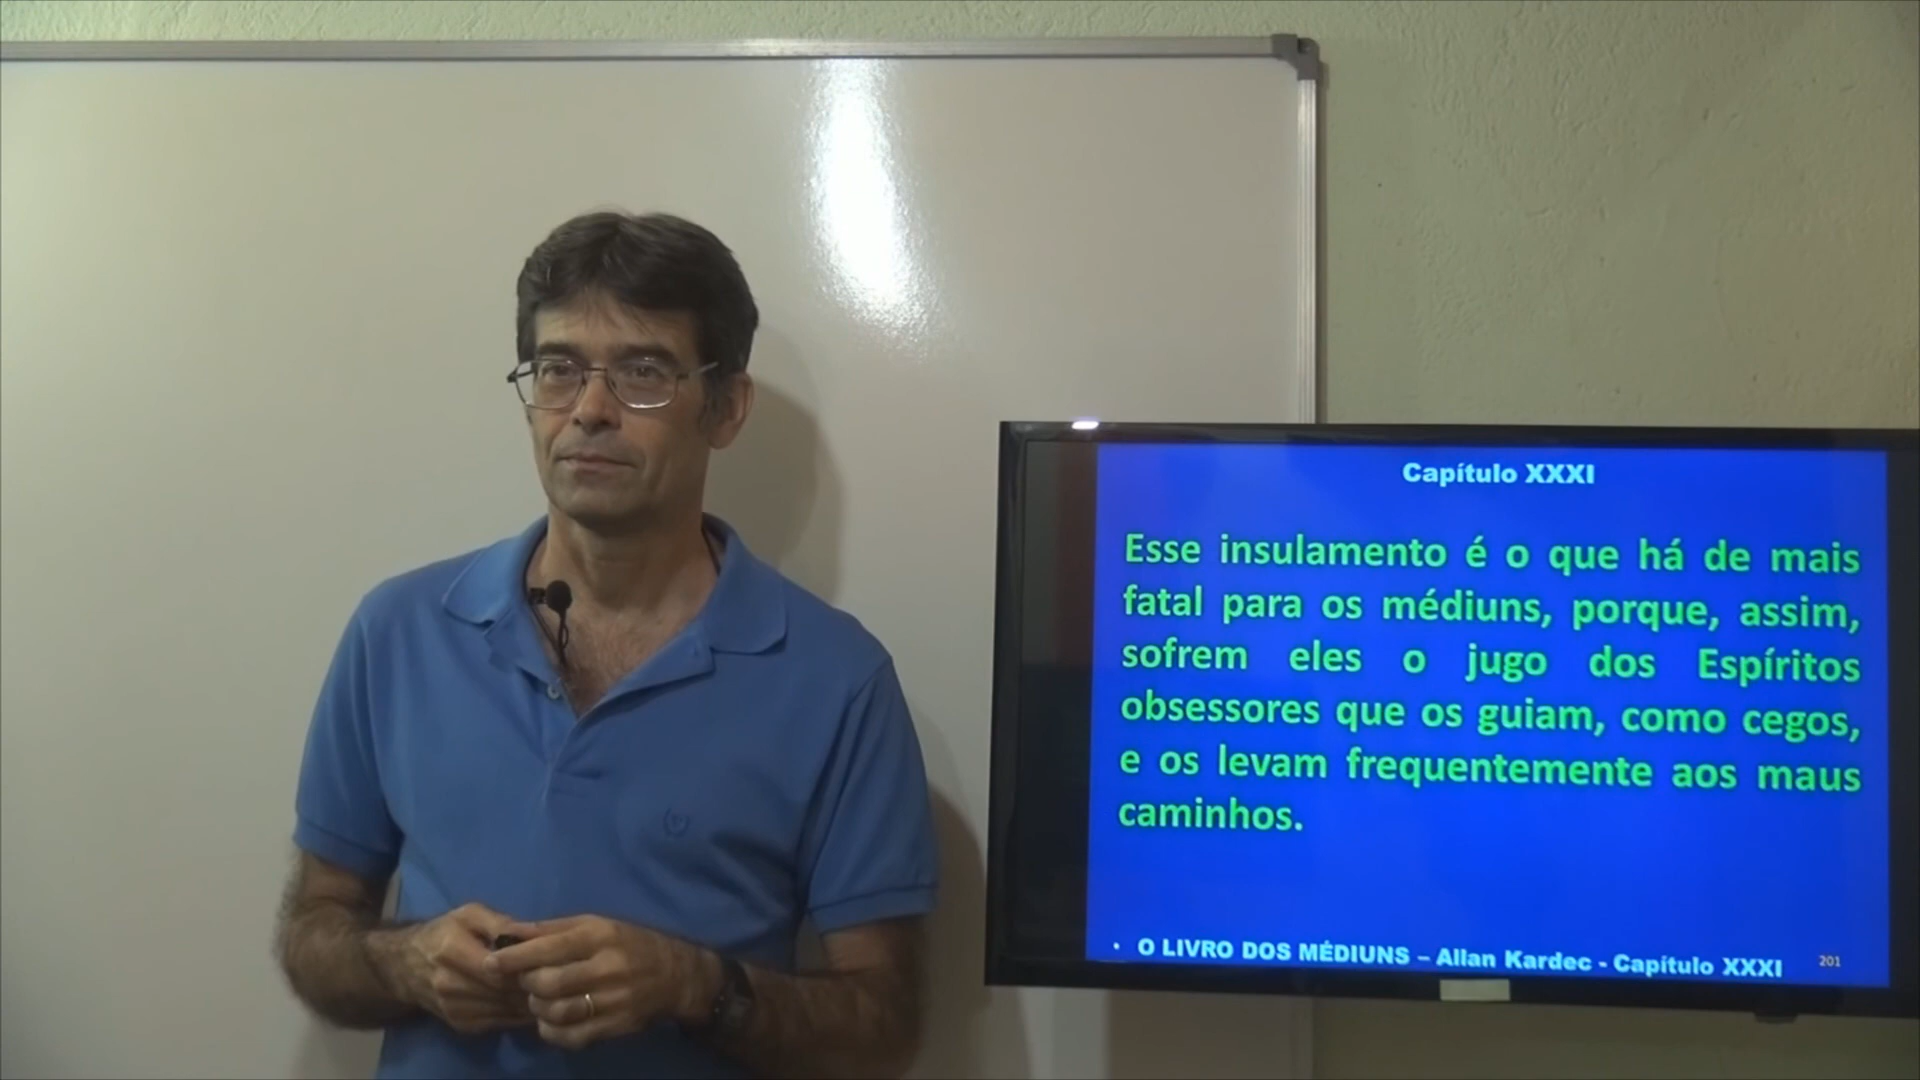 Capítulo XXXI
Esse insulamento é o que há de mais
fatal para os médiuns, porque, assim,
sofrem eles o jugo dos Espíritos
obsessores que os guiam, como cegos,
e os levam frequentemente aos maus
caminhos.
• O LIVRO DOS MÉDIUNS – Allan Kardec - Capítulo XXXI
201